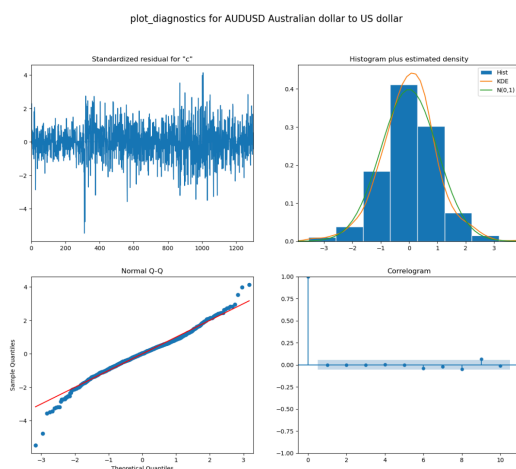 plot_diagnostics for AUDUSD Australian dollar to US dollar
Standardized residual for "c"
4
2
0
−2
−4
0 200 400 600 800 1000 1200
Histogram plus estimated density
Hist
KDE
N(0,1)
0.4
0.3
0.2
0.1
0.0
−3 −2 −1 0 1 2 3
Normal Q-Q
Sample Quantiles
4
2
0
−2
−4
−3 −2 −1 0 1 2 3
Theoretical Quantiles
Correlogram
1.00
0.75
0.50
0.25
0.00
−0.25
−0.50
−0.75
−1.00
0 2 4 6 8 10